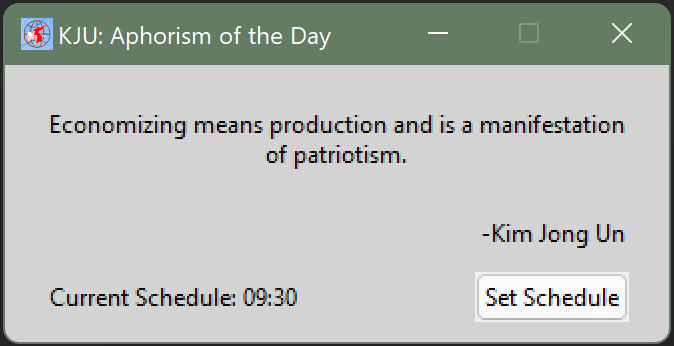 KJU: Aphorism of the Day
Economizing means production and is a manifestation
of patriotism.
-Kim Jong Un
Current Schedule: 09:30
Set Schedule